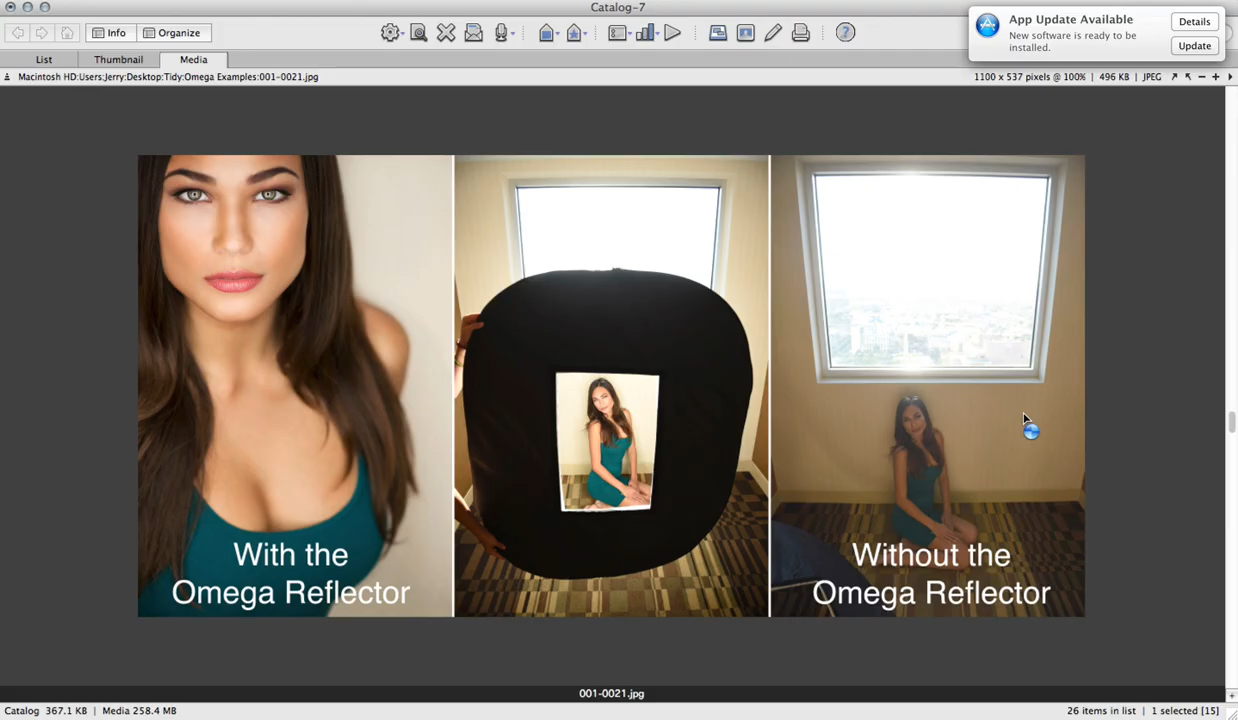 Catalog-7
Info
Organize
App Update Available
New software is ready to be
installed.
Details
Update
List
Thumbnail
Media
Macintosh HD:Users:Jerry:Desktop:Tidy:Omega Examples:001-0021.jpg
1100 x 537 pixels @ 100%
496 KB
JPEG
With the
Omega Reflector
Without the
Omega Reflector
001-0021.jpg
Catalog 367.1 KB
Media 258.4 MB
26 items in list
1 selected [15]